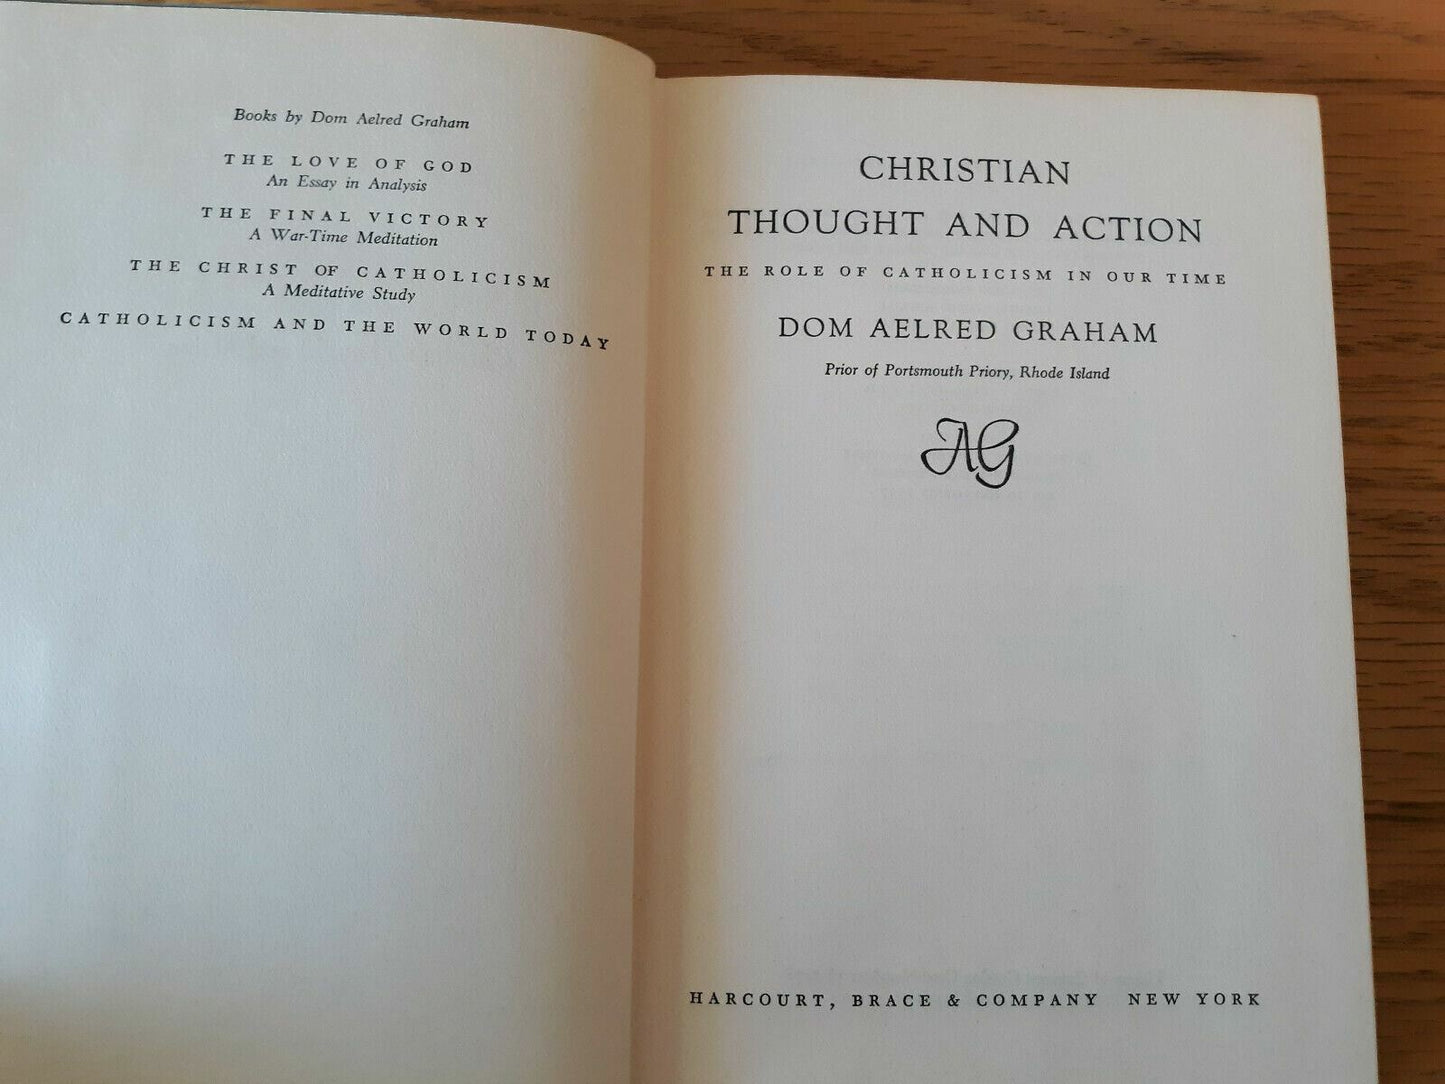 Books by Dom Aelred Graham
THE LOVE OF GOD
An Essay in Analysis
THE FINAL VICTORY
A War-Time Meditation
THE CHRIST OF CATHOLICISM
A Meditative Study
CATHOLICISM AND THE WORLD TODAY
CHRISTIAN
THOUGHT AND ACTION
THE ROLE OF CATHOLICISM IN OUR TIME
DOM AELRED GRAHAM
Prior of Portsmouth Priory, Rhode Island
AG
HARCOURT, BRACE & COMPANY NEW YORK